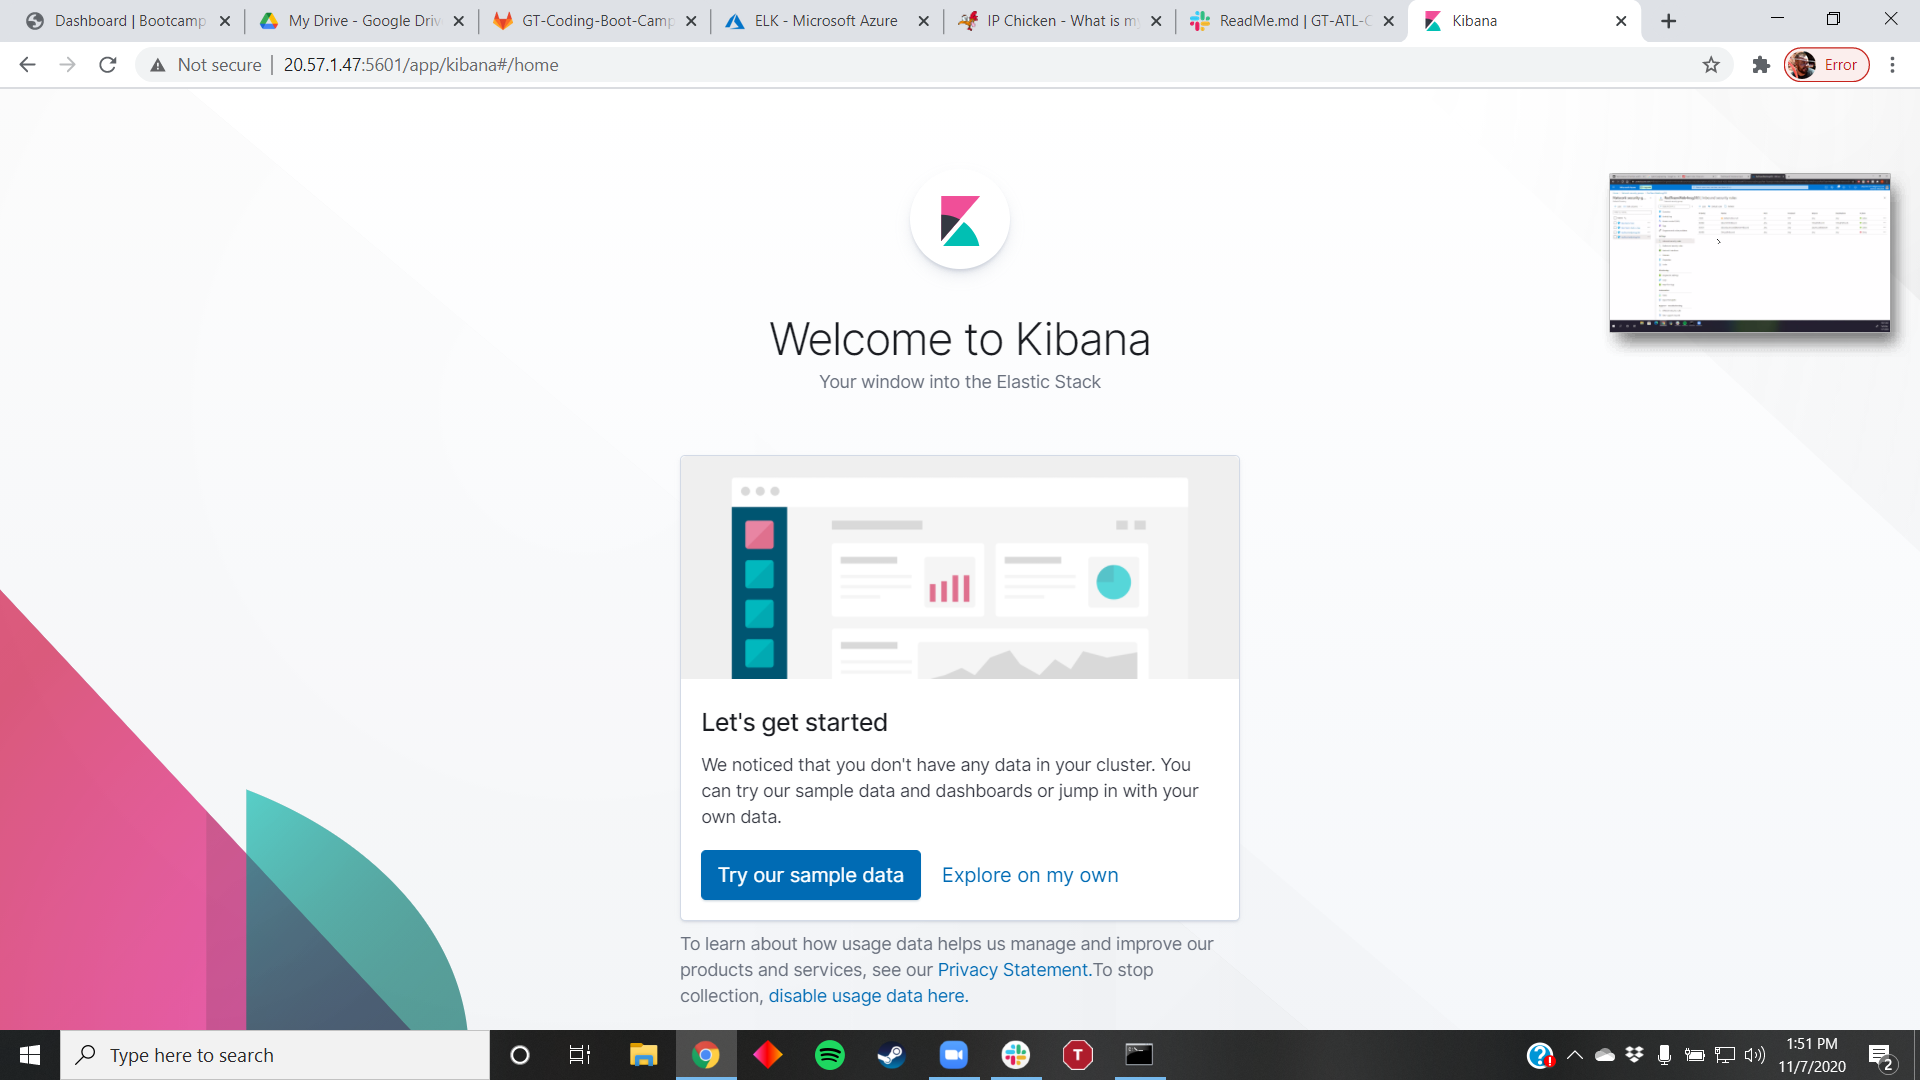 Dashboard | Bootcamp
My Drive - Google Driv
GT-Coding-Boot-Camp
ELK - Microsoft Azure
IP Chicken - What is my
ReadMe.md | GT-ATL-C
Kibana
Not secure
20.57.1.47:5601/app/kibana#/home
Error
Welcome to Kibana
Your window into the Elastic Stack
Let's get started
We noticed that you don't have any data in your cluster. You
can try our sample data and dashboards or jump in with your
own data.
Try our sample data
Explore on my own
To learn about how usage data helps us manage and improve our
products and services, see our Privacy Statement.To stop
collection, disable usage data here.
Type here to search
T
1:51 PM
11/7/2020
2